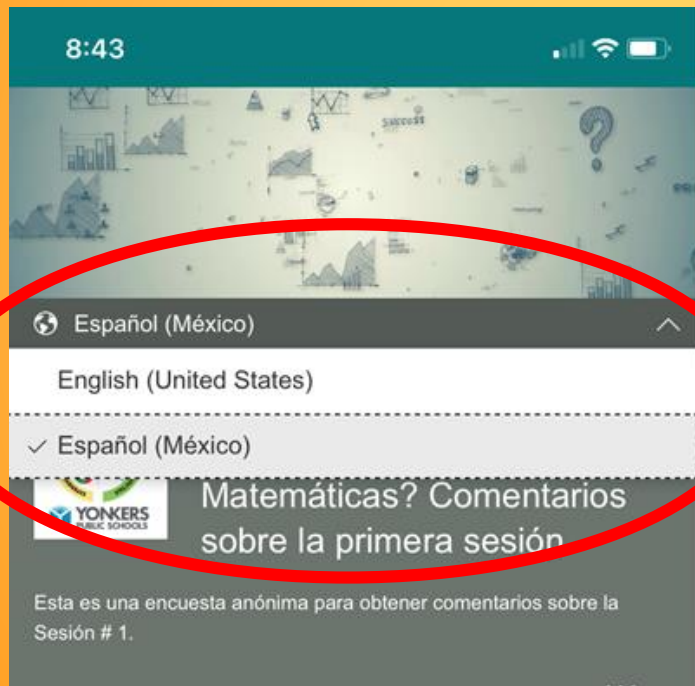 8:43
success
Español (México)
English (United States)
Español (México)
YONKERS
PUBLIC SCHOOLS
Matemáticas? Comentarios
sobre la primera sesión
Esta es una encuesta anónima para obtener comentarios sobre la
Sesión # 1.